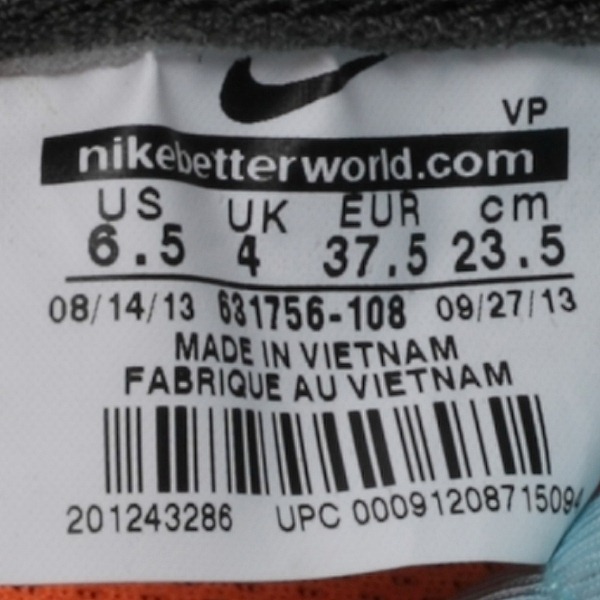 VP
nikebetterworld.com
US UK EUR cm
6.5 4 37.5 23.5
08/14/13 631756-108 09/27/13
MADE IN VIETNAM
FABRIQUE AU VIETNAM
201243286 UPC 00091208715094